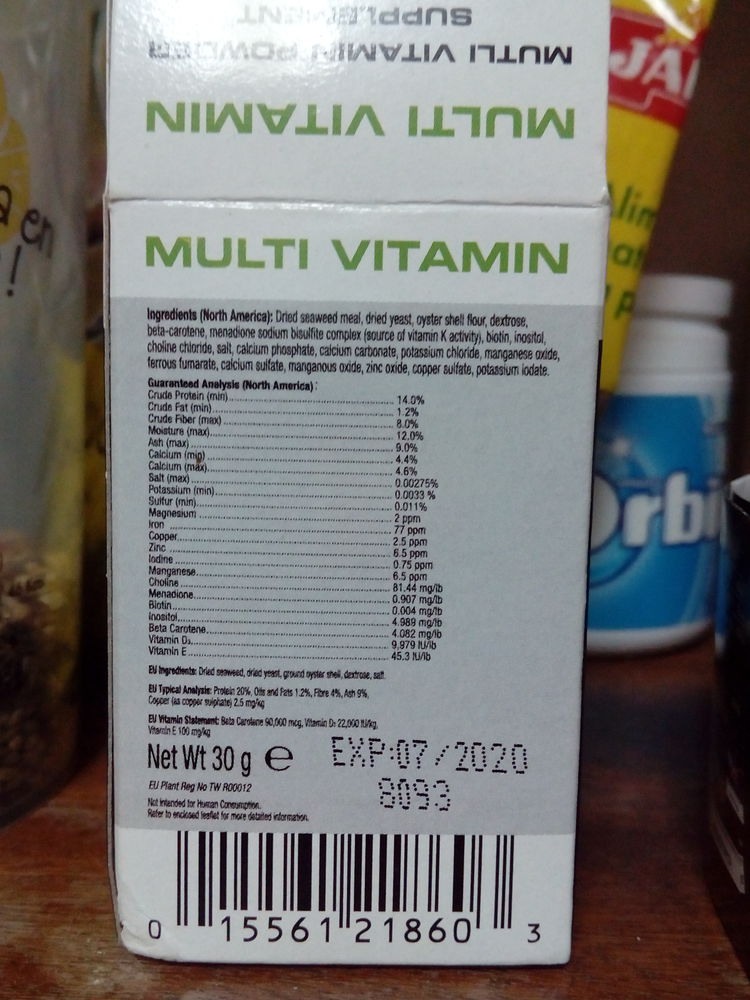 MUTLI VITAMIN POWDER
SUPPLEMENT
MULTI VITAMIN
MULTI VITAMIN
Ingredients (North America): Dried seaweed meal, dried yeast, oyster shell flour, dextrose,
beta-carotene, menadione sodium bisulfite complex (source of vitamin K activity), biotin, inositol,
choline chloride, salt, calcium phosphate, calcium carbonate, potassium chloride, manganese oxide,
ferrous fumarate, calcium sulfate, manganous oxide, zinc oxide, copper sulfate, potassium iodate.
Guaranteed Analysis (North America):
Crude Protein (min) 14.0%
Crude Fat (min) 1.2%
Crude Fiber (max) 8.0%
Moisture (max) 12.0%
Ash (max) 9.0%
Calcium (min) 4.4%
Calcium (max) 4.6%
Salt (max) 0.00275%
Potassium (min) 0.0033 %
Sulfur (min) 0.011%
Magnesium 2 ppm
Iron 77 ppm
Copper 2.5 ppm
Zinc 6.5 ppm
Iodine 0.75 ppm
Manganese 6.5 ppm
Choline 81.44 mg/lb
Menadione 0.907 mg/lb
Biotin 0.004 mg/lb
Inositol 4.989 mg/lb
Beta Carotene 4.082 mg/lb
Vitamin D₃ 9,979 IU/lb
Vitamin E 45.3 IU/lb
EU Ingredients: Dried seaweed, dried yeast, ground oyster shell, dextrose, salt.
EU Typical Analysis: Protein 20%, Oils and Fats 1.2%, Fibre 4%, Ash 9%,
Copper (as copper sulphate) 2.5 mg/kg
EU Vitamin Statement: Beta Carotene 90,000 mcg, Vitamin D₃ 22,000 IU/kg,
Vitamin E 100 mg/kg
Net Wt 30 g e EXP:07/2020
8093
EU Plant Reg No TW R00012
Not Intended for Human Consumption.
Refer to enclosed leaflet for more detailed information.
0 15561 21860 3
a en
!
JA
Alim
at
p
Orbi